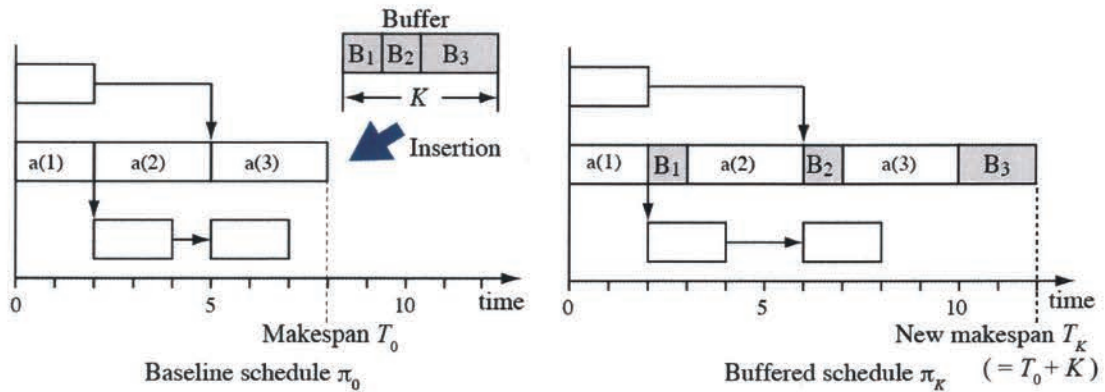 Buffer
B1 B2 B3
K
Insertion
a(1) a(2) a(3)
0 5 10
time
Makespan T0
Baseline schedule π0
a(1) B1 a(2) B2 a(3) B3
0 5 10
time
New makespan TK
Buffered schedule πK (= T0 + K)